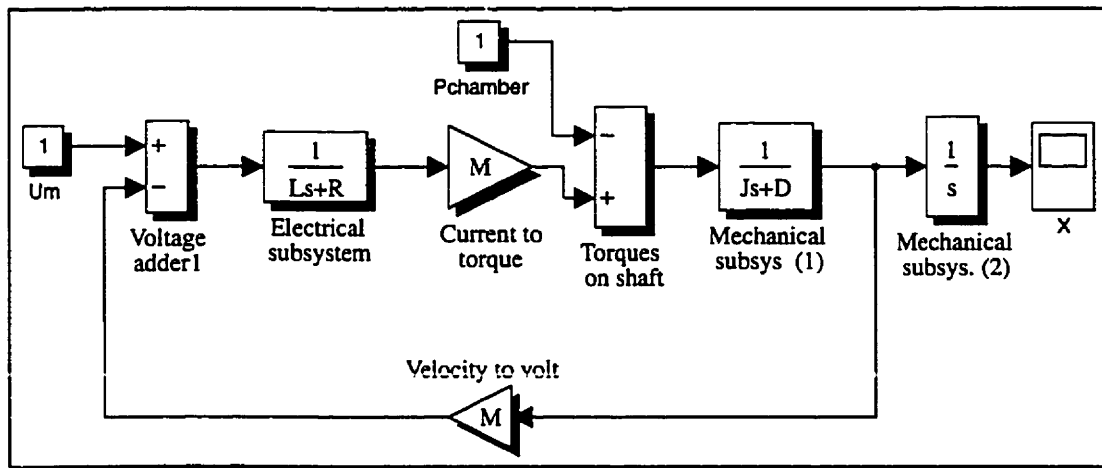 1
Pchamber
1
Um
+
−
Voltage
adder1
1
Ls+R
Electrical
subsystem
M
Current to
torque
−
+
Torques
on shaft
1
Js+D
Mechanical
subsys (1)
1
s
Mechanical
subsys. (2)
X
Velocity to volt
M